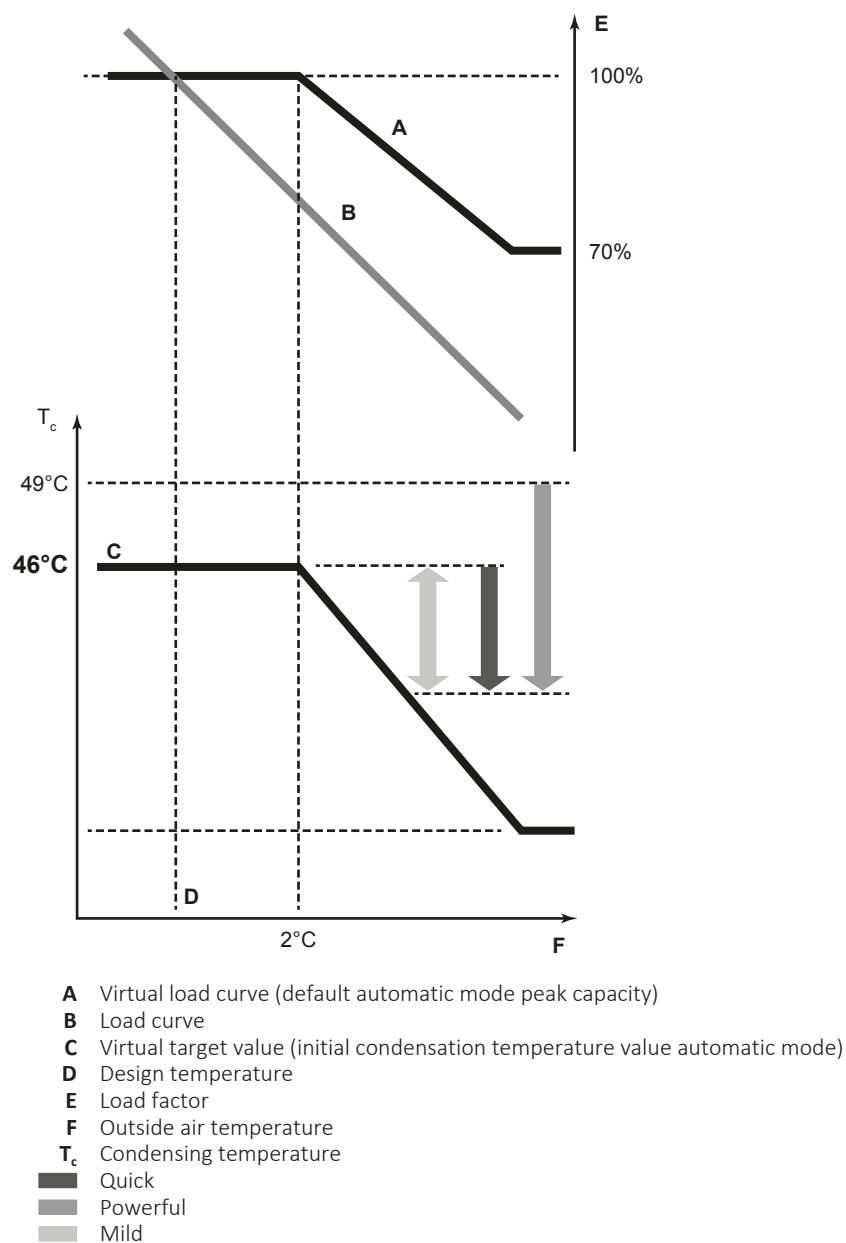 E
100%
A
B
70%
Tc
49°C
C
46°C
D
2°C
F
A Virtual load curve (default automatic mode peak capacity)
B Load curve
C Virtual target value (initial condensation temperature value automatic mode)
D Design temperature
E Load factor
F Outside air temperature
Tc Condensing temperature
Quick
Powerful
Mild